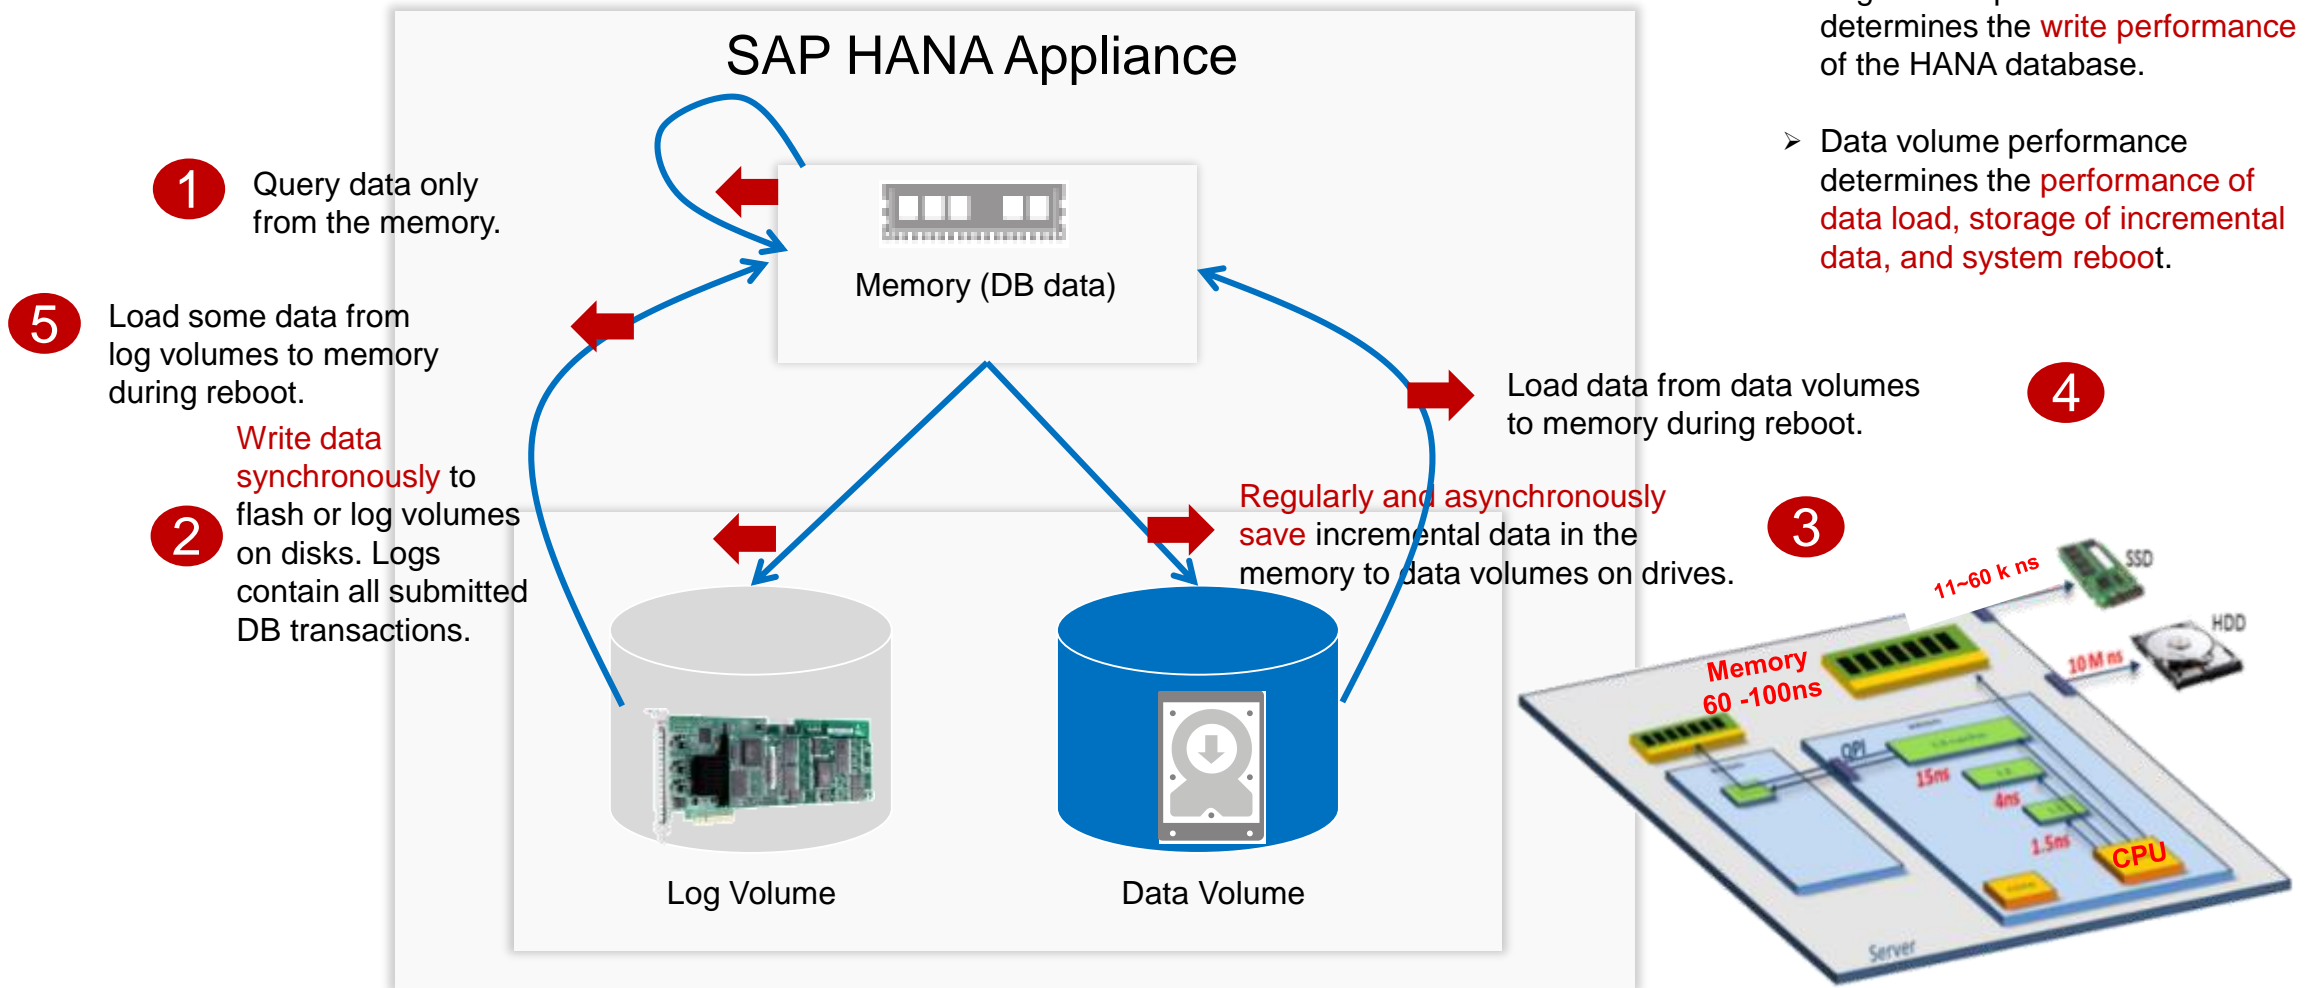 SAP HANA Appliance
determines the write performance
of the HANA database.
➢ Data volume performance
determines the performance of
data load, storage of incremental
data, and system reboot.
1
Query data only
from the memory.
Memory (DB data)
5
Load some data from
log volumes to memory
during reboot.
Load data from data volumes
to memory during reboot.
4
2
Write data
synchronously to
flash or log volumes
on disks. Logs
contain all submitted
DB transactions.
Regularly and asynchronously
save incremental data in the
memory to data volumes on drives.
3
Log Volume
Data Volume
11~60 k ns
SSD
HDD
10 M ns
Memory
60 -100ns
QPI
15ns
4ns
1.5ns
CPU
Server